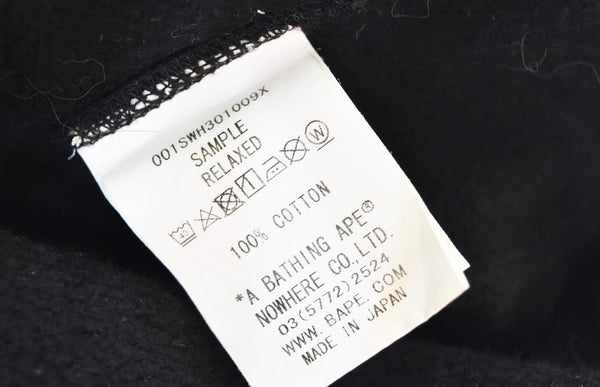 001SWH301009X
SAMPLE
RELAXED
40 W
100% COTTON
*A BATHING APE®
NOWHERE CO.,LTD.
03(5772)2524
WWW.BAPE.COM
MADE IN JAPAN